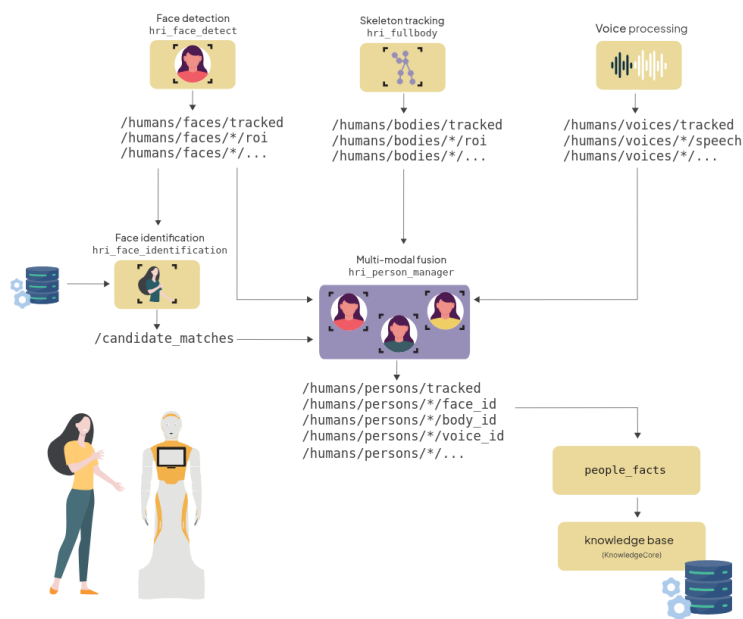 Face detection
hri_face_detect
Skeleton tracking
hri_fullbody
Voice processing
/humans/faces/tracked
/humans/faces/*/roi
/humans/faces/*/...
/humans/bodies/tracked
/humans/bodies/*/roi
/humans/bodies/*/...
/humans/voices/tracked
/humans/voices/*/speech
/humans/voices/*/...
Face identification
hri_face_identification
Multi-modal fusion
hri_person_manager
/candidate_matches
/humans/persons/tracked
/humans/persons/*/face_id
/humans/persons/*/body_id
/humans/persons/*/voice_id
/humans/persons/*/...
people_facts
knowledge base
(KnowledgeCore)